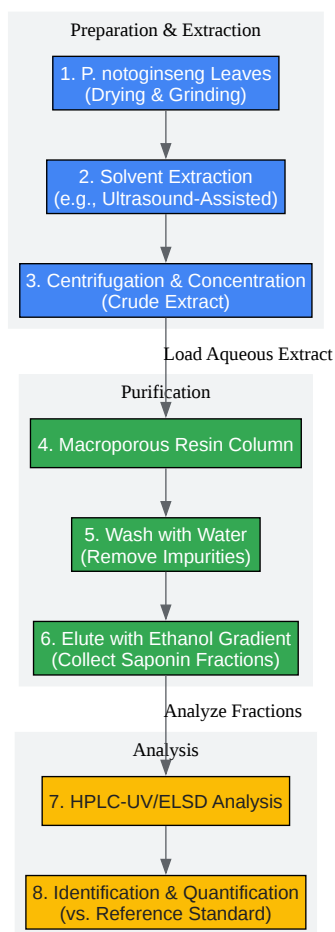 Preparation & Extraction
1. P. notoginseng Leaves
(Drying & Grinding)
2. Solvent Extraction
(e.g., Ultrasound-Assisted)
3. Centrifugation & Concentration
(Crude Extract)
Load Aqueous Extract
Purification
4. Macroporous Resin Column
5. Wash with Water
(Remove Impurities)
6. Elute with Ethanol Gradient
(Collect Saponin Fractions)
Analyze Fractions
Analysis
7. HPLC-UV/ELSD Analysis
8. Identification & Quantification
(vs. Reference Standard)